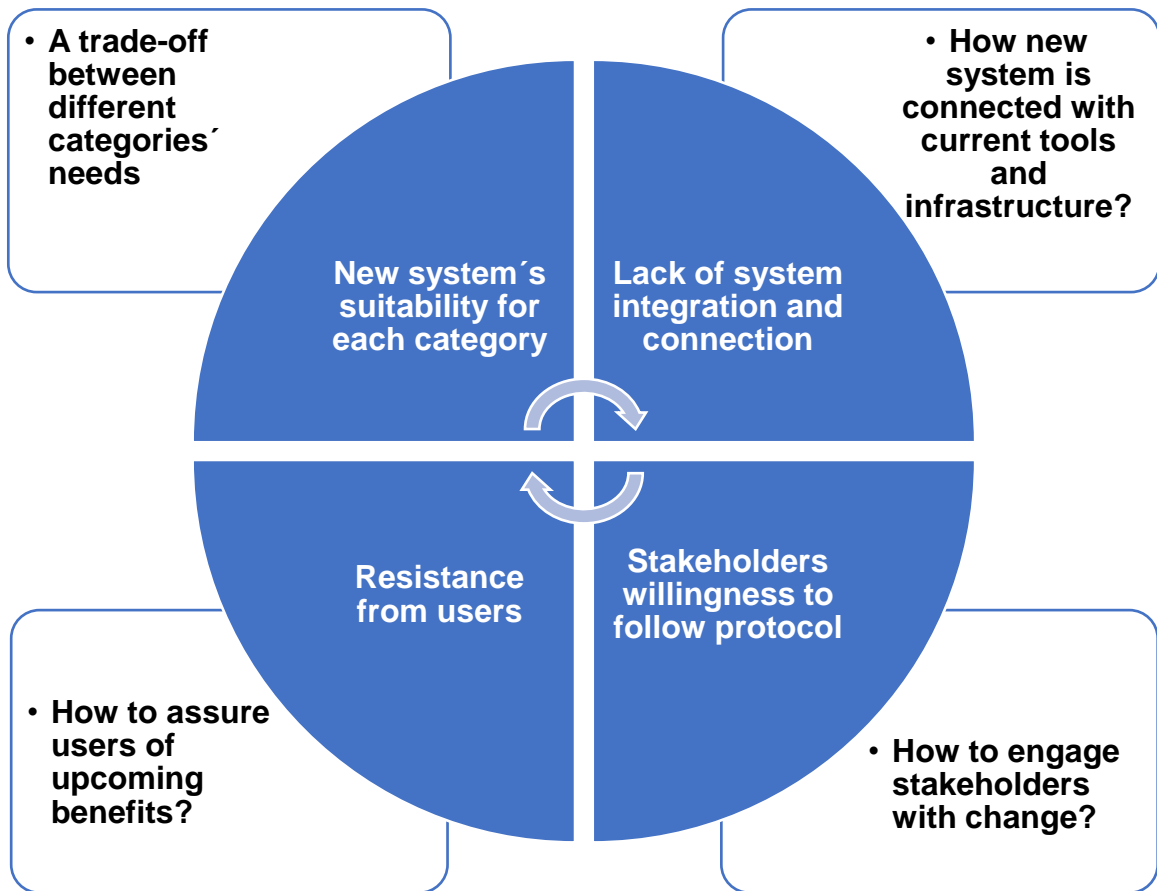 • A trade-off
between
different
categories´
needs
• How new
system is
connected with
current tools
and
infrastructure?
New system´s
suitability for
each category
Lack of system
integration and
connection
Resistance
from users
Stakeholders
willingness to
follow protocol
• How to assure
users of
upcoming
benefits?
• How to engage
stakeholders
with change?